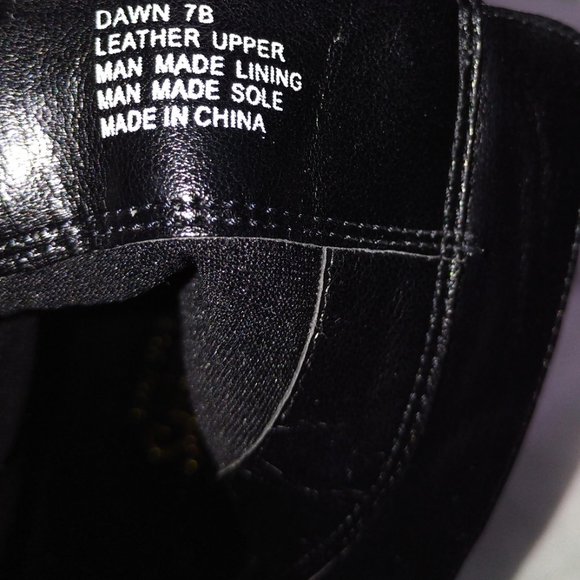 DAWN 7B
LEATHER UPPER
MAN MADE LINING
MAN MADE SOLE
MADE IN CHINA